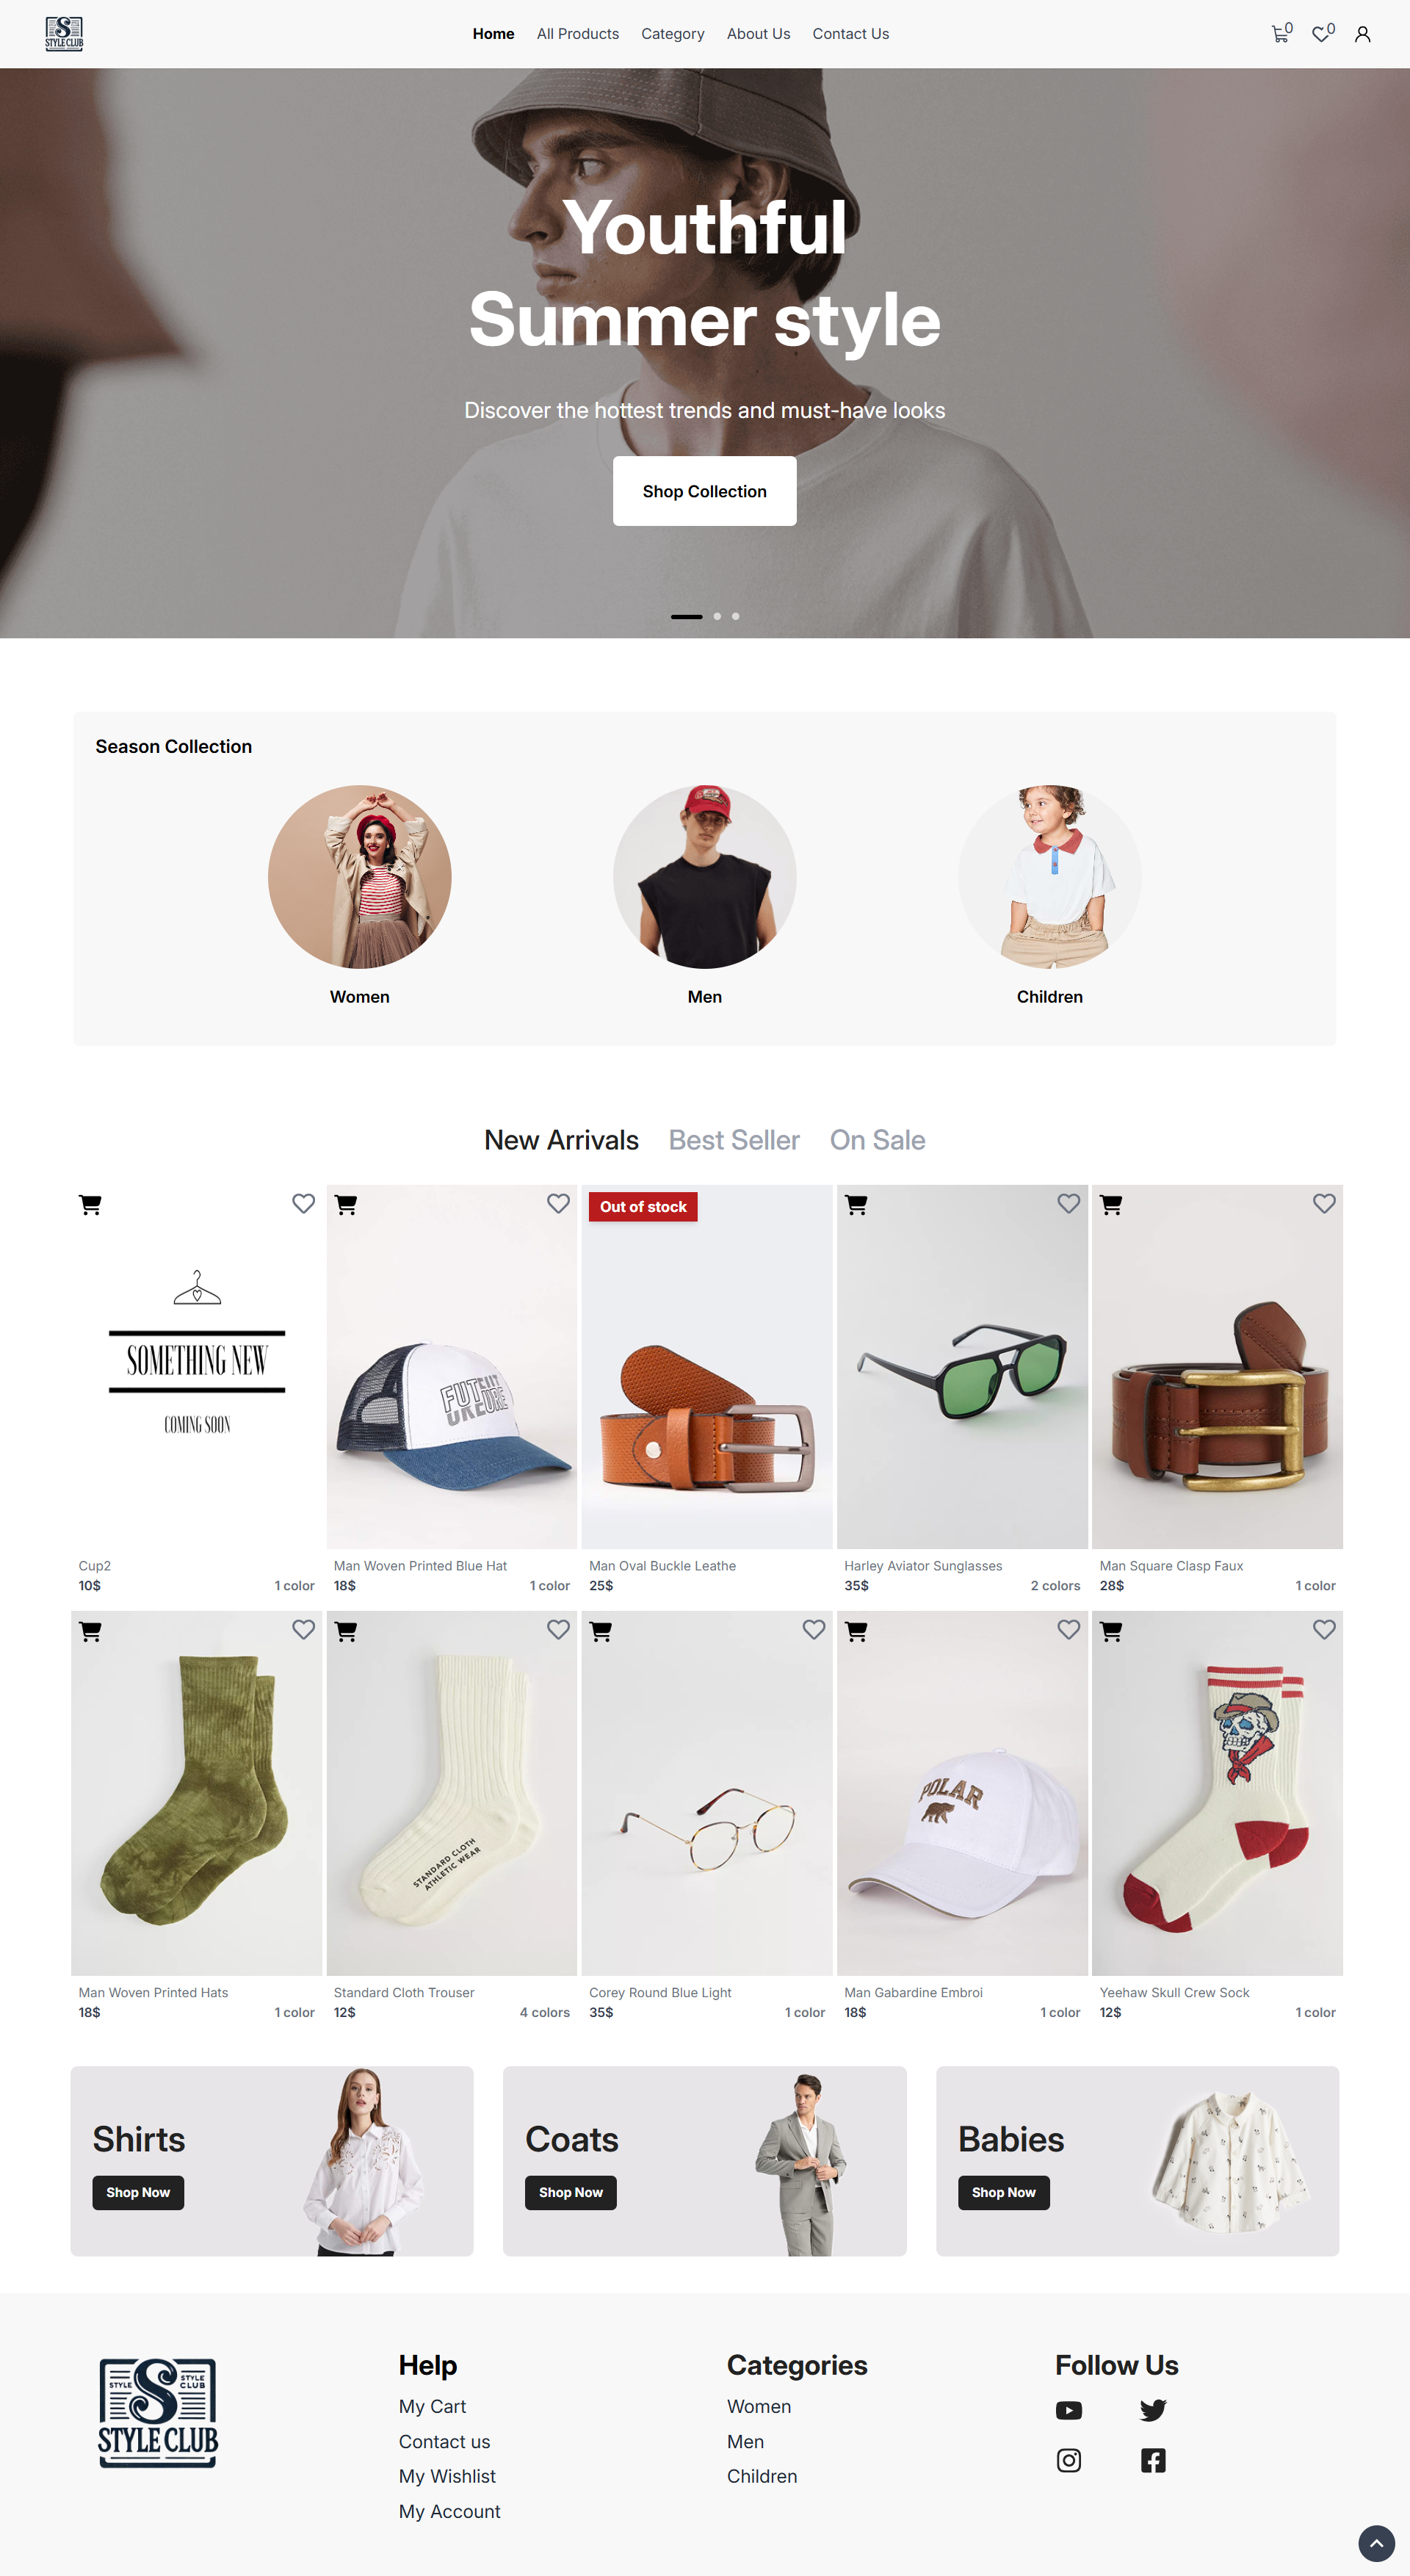 STYLE CLUB
Home All Products Category About Us Contact Us
0 0
Youthful
Summer style
Discover the hottest trends and must-have looks
Shop Collection
Season Collection
Women Men Children
New Arrivals Best Seller On Sale
Out of stock
SOMETHING NEW
COMING SOON
FUTURE
Cup2
10$ 1 color
Man Woven Printed Blue Hat
18$ 1 color
Man Oval Buckle Leathe
25$
Harley Aviator Sunglasses
35$ 2 colors
Man Square Clasp Faux
28$ 1 color
STANDARD CLOTH
ATHLETIC WEAR
POLAR
Man Woven Printed Hats
18$ 1 color
Standard Cloth Trouser
12$ 4 colors
Corey Round Blue Light
35$ 1 color
Man Gabardine Embroi
18$ 1 color
Yeehaw Skull Crew Sock
12$ 1 color
Shirts
Shop Now
Coats
Shop Now
Babies
Shop Now
STYLE S STYLE CLUB
STYLE CLUB
Help
My Cart
Contact us
My Wishlist
My Account
Categories
Women
Men
Children
Follow Us